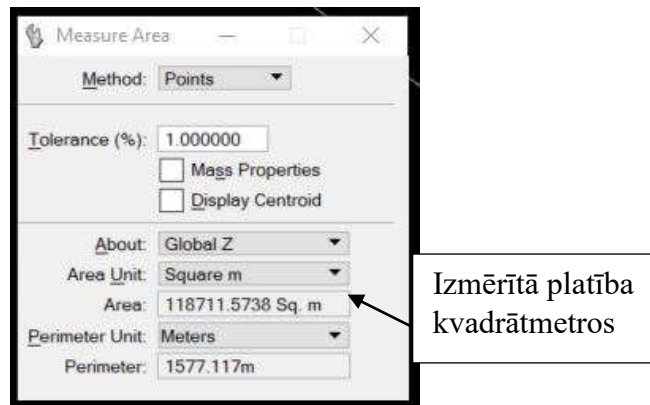 Measure Area
Method: Points
Tolerance (%): 1.000000
Mass Properties
Display Centroid
About: Global Z
Area Unit: Square m
Area: 118711.5738 Sq. m
Perimeter Unit: Meters
Perimeter: 1577.117m
Izmērītā platība
kvadrātmetros